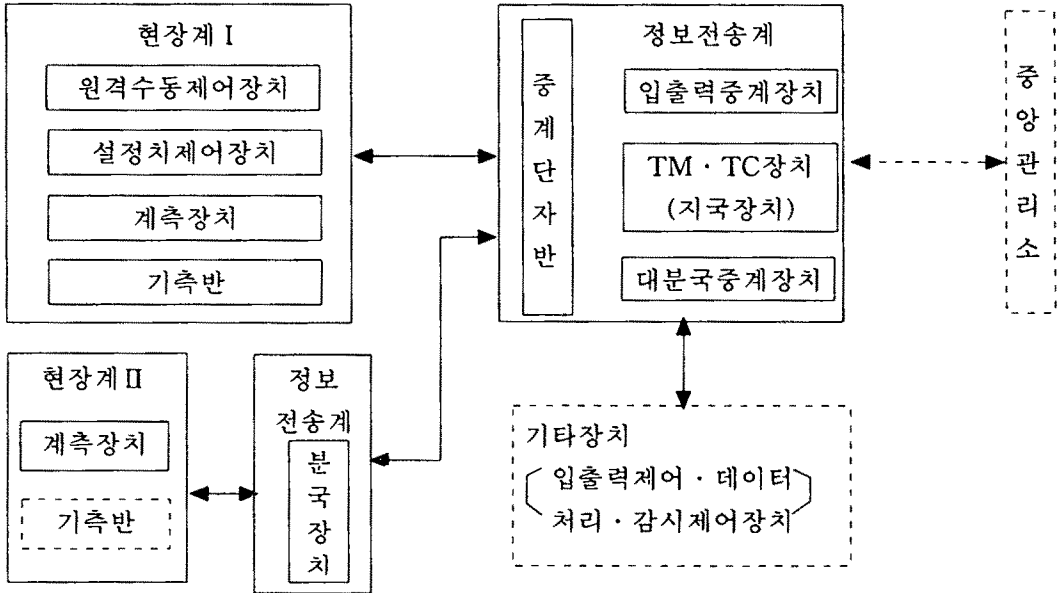 현장계 I
원격수동제어장치
설정치제어장치
계측장치
기측반
정보전송계
중계단자반
입출력중계장치
TM · TC장치
(지국장치)
대분국중계장치
중앙관리소
현장계 II
계측장치
기측반
정보
전송계
분국장치
기타장치
입출력제어 · 데이터
처리 · 감시제어장치